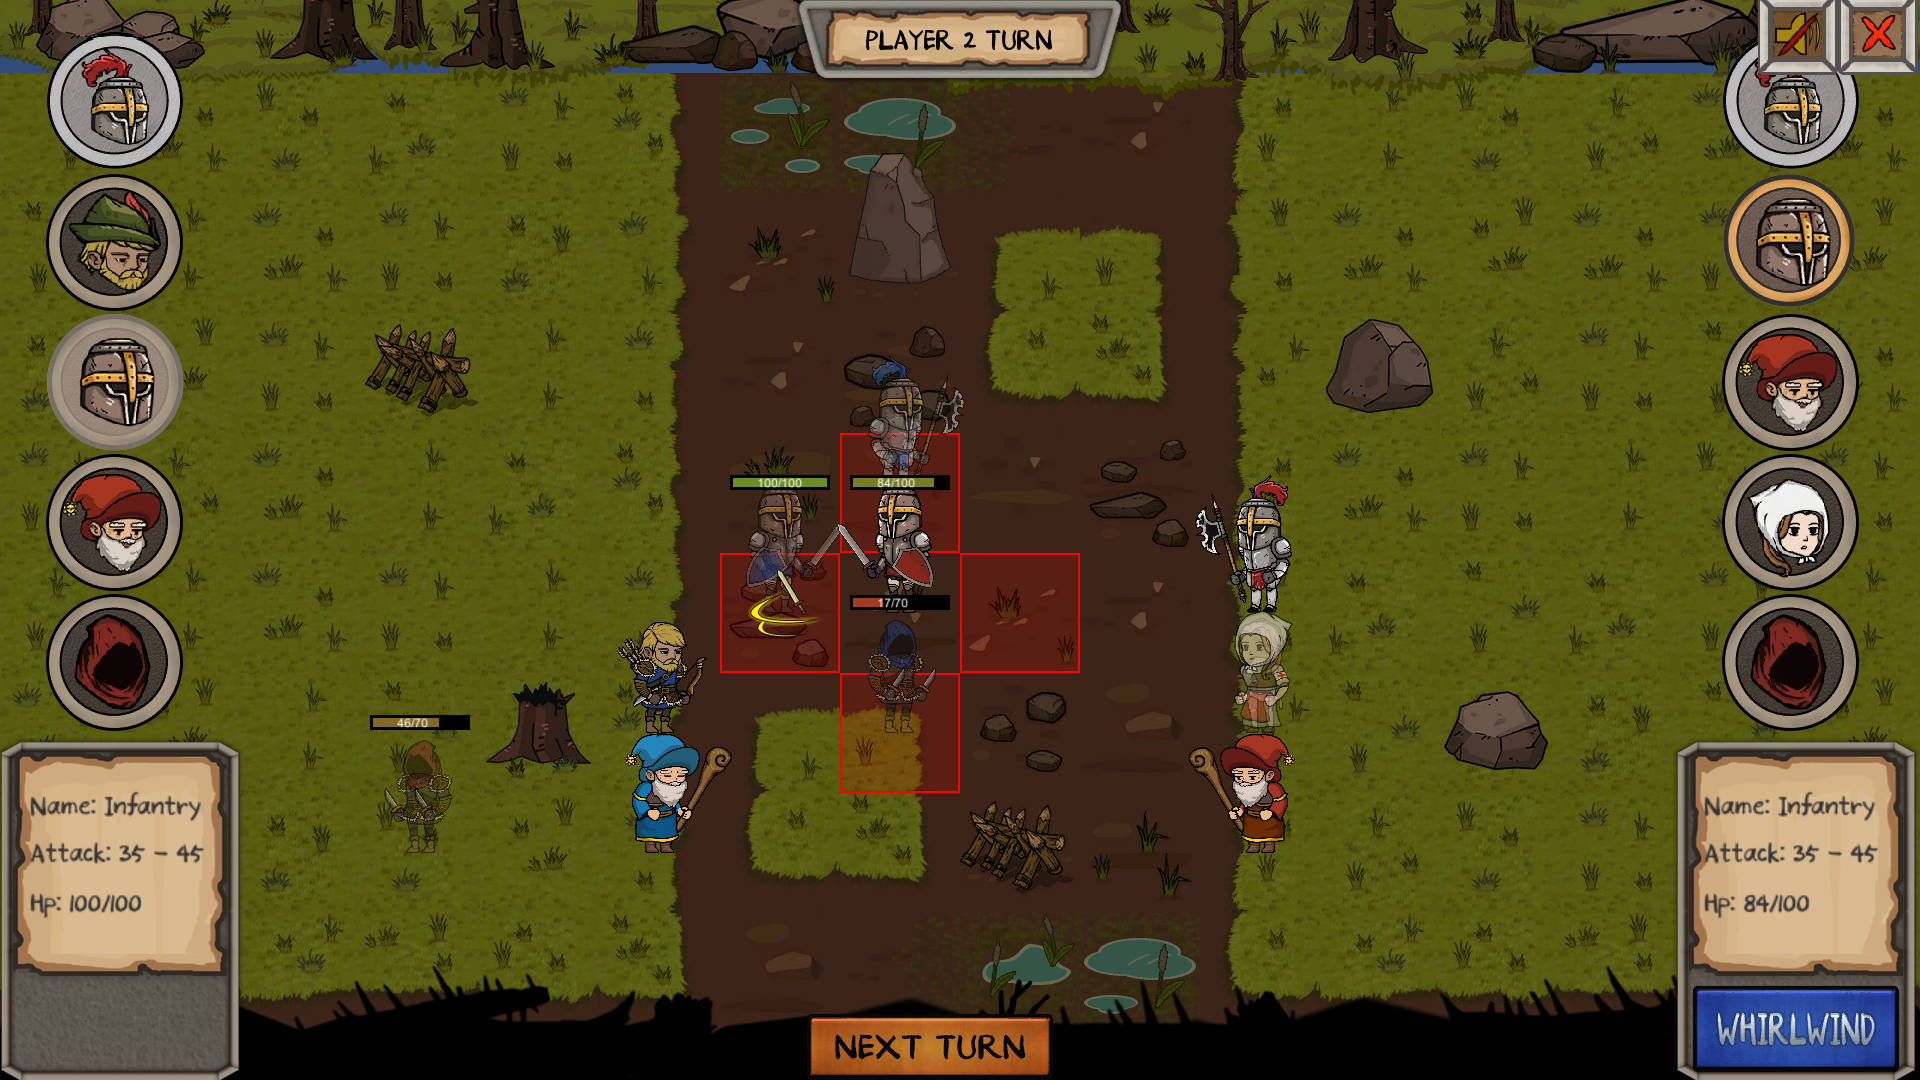 PLAYER 2 TURN
100/100
84/100
17/70
46/70
Name: Infantry
Attack: 35 - 45
Hp: 100/100
Name: Infantry
Attack: 35 - 45
Hp: 84/100
WHIRLWIND
NEXT TURN